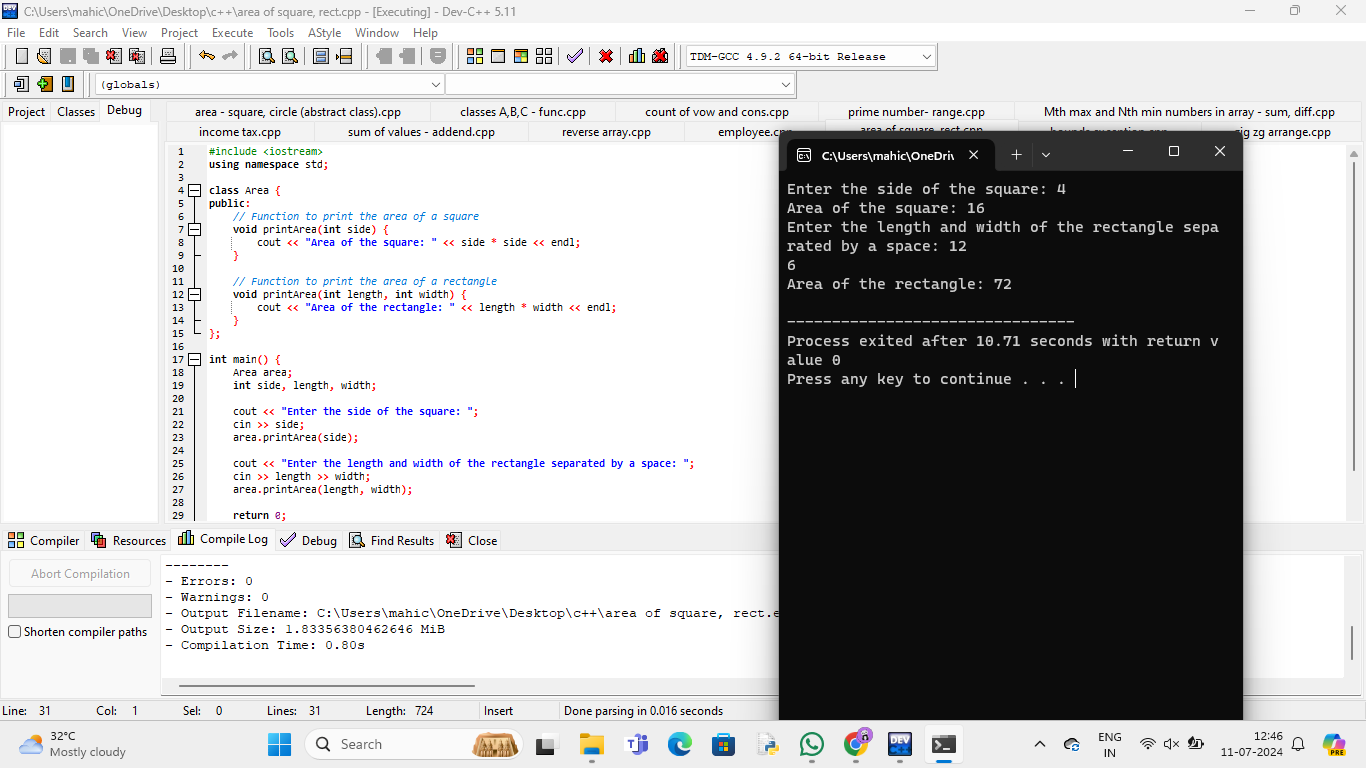 C:\Users\mahic\OneDrive\Desktop\c++\area of square, rect.cpp - [Executing] - Dev-C++ 5.11
File Edit Search View Project Execute Tools AStyle Window Help
TDM-GCC 4.9.2 64-bit Release
(globals)
Project Classes Debug
area - square, circle (abstract class).cpp classes A,B,C - func.cpp count of vow and cons.cpp prime number- range.cpp Mth max and Nth min numbers in array - sum, diff.cpp
income tax.cpp sum of values - addend.cpp reverse array.cpp employee.cpp area of square, rect.cpp zig zg arrange.cpp
1 #include <iostream>
2 using namespace std;
3
4 class Area {
5 public:
6 // Function to print the area of a square
7 void printArea(int side) {
8 cout << "Area of the square: " << side * side << endl;
9 }
10
11 // Function to print the area of a rectangle
12 void printArea(int length, int width) {
13 cout << "Area of the rectangle: " << length * width << endl;
14 }
15 };
16
17 int main() {
18 Area area;
19 int side, length, width;
20
21 cout << "Enter the side of the square: ";
22 cin >> side;
23 area.printArea(side);
24
25 cout << "Enter the length and width of the rectangle separated by a space: ";
26 cin >> length >> width;
27 area.printArea(length, width);
28
29 return 0;
C:\Users\mahic\OneDri
Enter the side of the square: 4
Area of the square: 16
Enter the length and width of the rectangle sepa
rated by a space: 12
6
Area of the rectangle: 72
--------------------------------
Process exited after 10.71 seconds with return v
alue 0
Press any key to continue . . .
Compiler Resources Compile Log Debug Find Results Close
Abort Compilation
Shorten compiler paths
--------
- Errors: 0
- Warnings: 0
- Output Filename: C:\Users\mahic\OneDrive\Desktop\c++\area of square, rect.e
- Output Size: 1.83356380462646 MiB
- Compilation Time: 0.80s
Line: 31 Col: 1 Sel: 0 Lines: 31 Length: 724 Insert Done parsing in 0.016 seconds
32°C
Mostly cloudy
Search
DEV
PRE
ENG
IN
12:46
11-07-2024